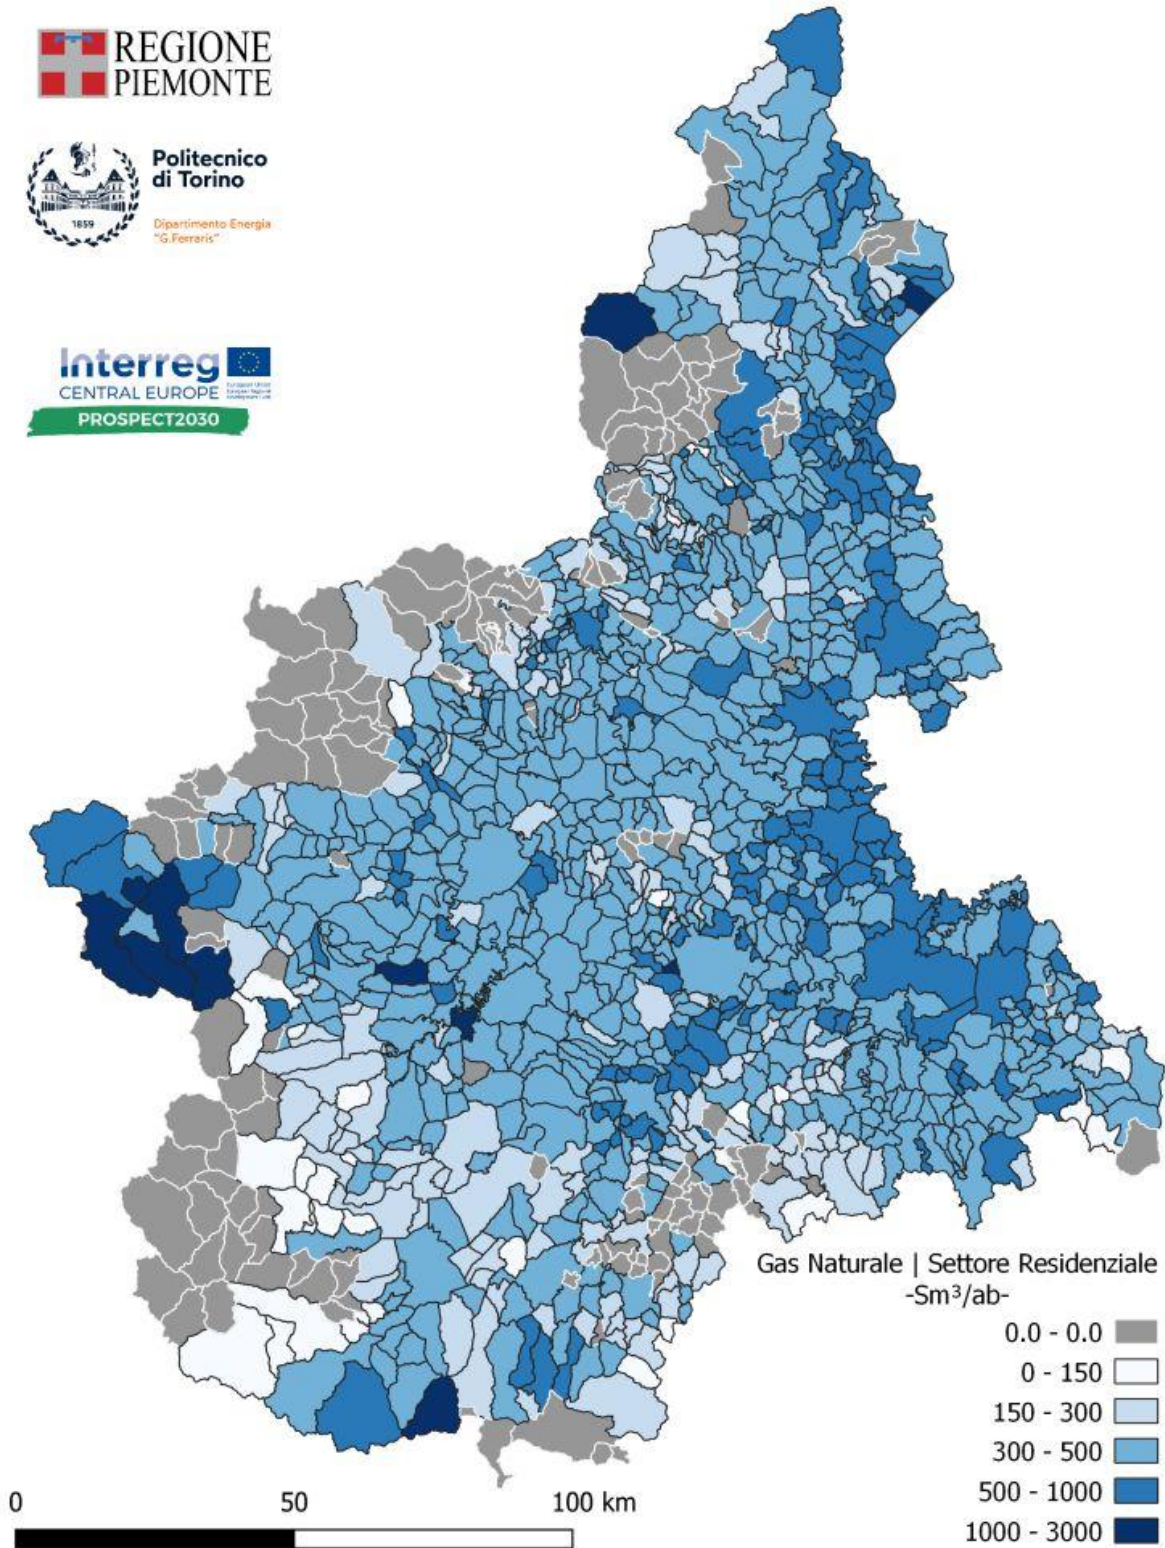 REGIONE
PIEMONTE
Politecnico
di Torino
1859
Dipartimento Energia
"G.Ferraris"
Interreg
CENTRAL EUROPE
PROSPECT2030
Gas Naturale | Settore Residenziale
-Sm³/ab-
0.0 - 0.0
0 - 150
150 - 300
300 - 500
500 - 1000
1000 - 3000
0 50 100 km